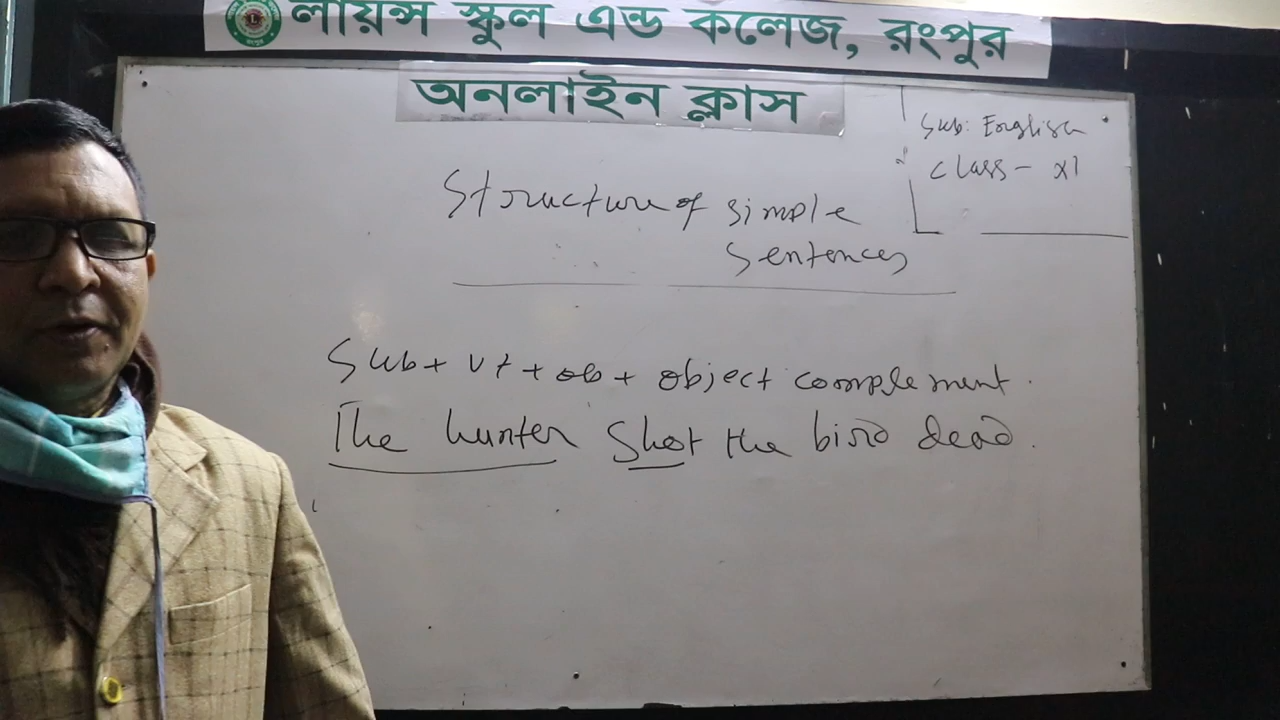 লায়ন্স স্কুল এন্ড কলেজ, রংপুর
অনলাইন ক্লাস
Sub: English
class - XI
Structure of simple
sentences
Sub + vt + ob + object complement.
The hunter shot the bird dead.